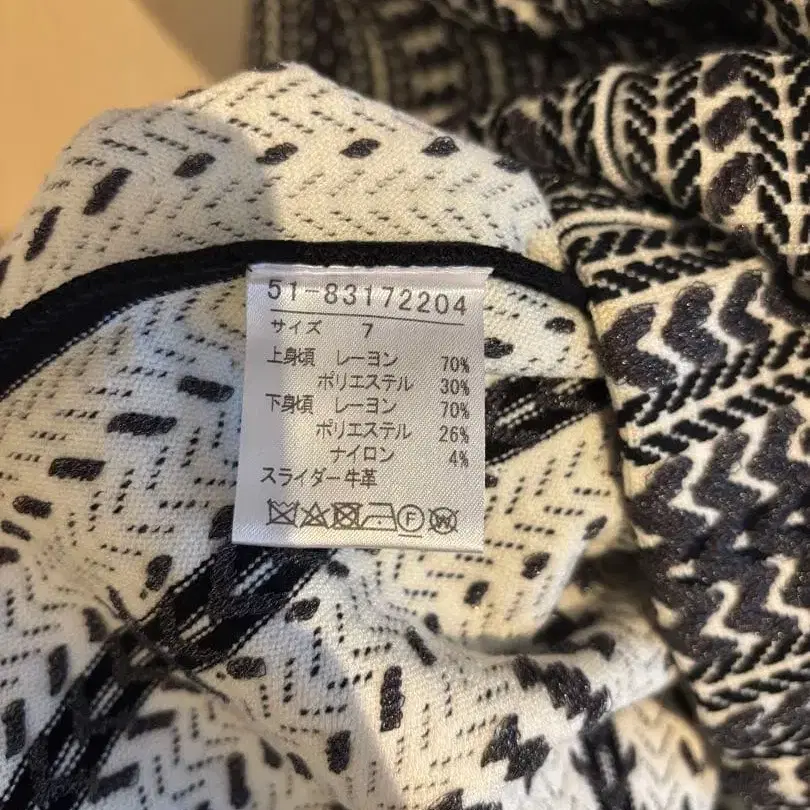 51-83172204
サイズ 7
上身頃 レーヨン 70%
ポリエステル 30%
下身頃 レーヨン 70%
ポリエステル 26%
ナイロン 4%
スライダー牛革
F W